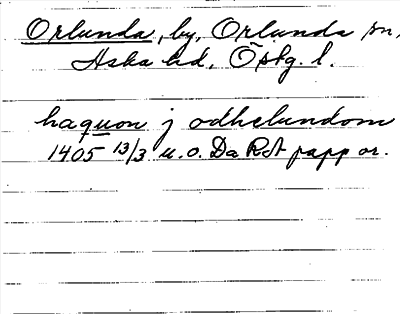 Orlunda, by, Orlunda sn,
Aska hd, Östg. l.
haquon j odhelundom
1405 13/3 u. o. Da RA papp or.